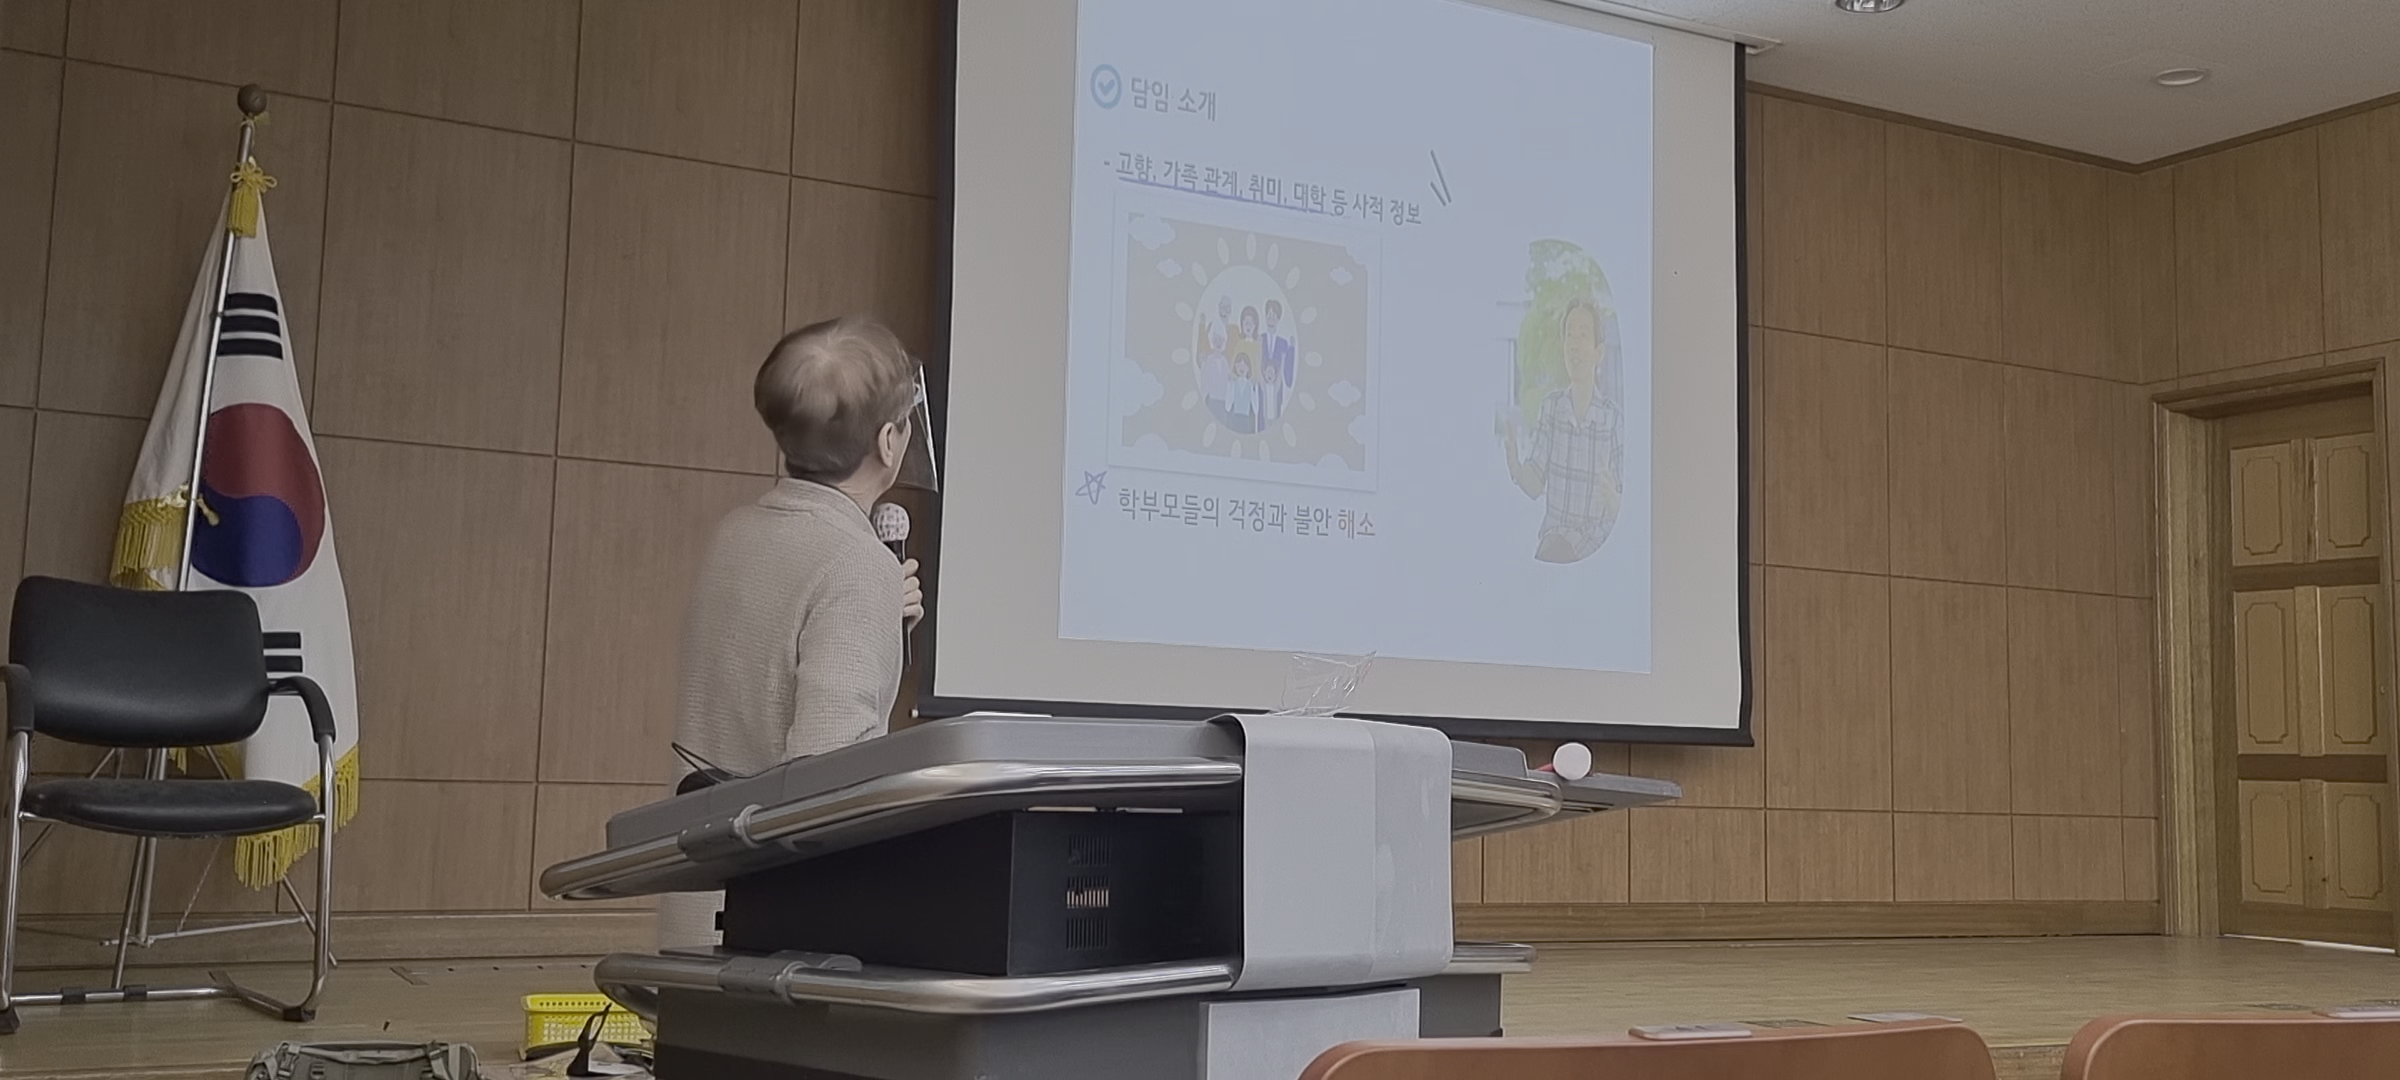 담임 소개
- 고향, 가족 관계, 취미, 대학 등 사적 정보
학부모들의 걱정과 불안 해소